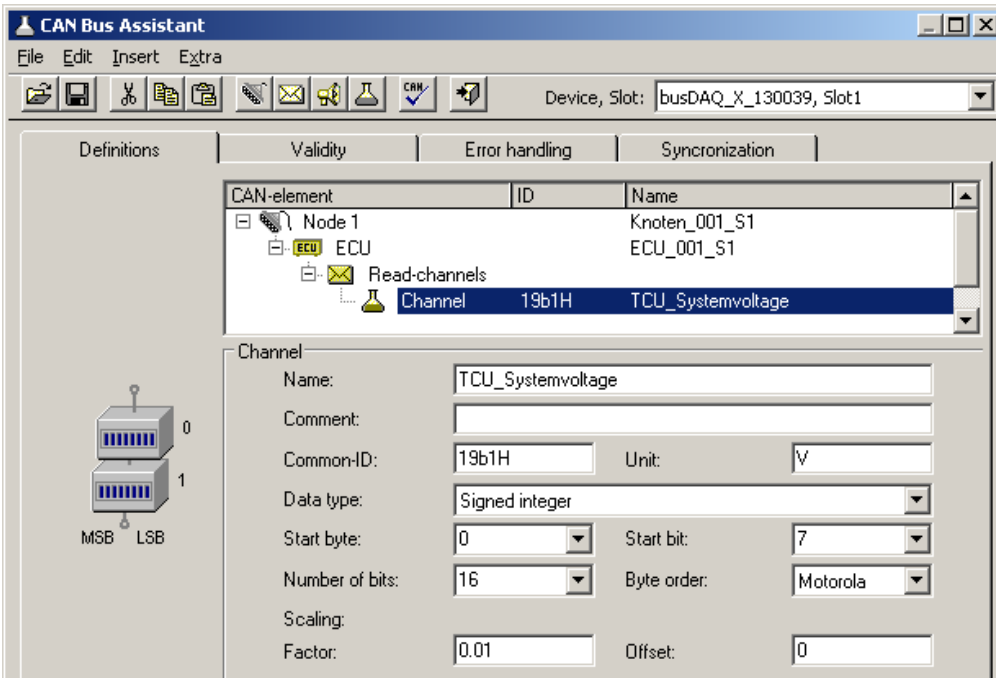 CAN Bus Assistant
File Edit Insert Extra
CAN Device, Slot: busDAQ_X_130039, Slot1
Definitions Validity Error handling Syncronization
CAN-element ID Name
Node 1 Knoten_001_S1
ECU ECU ECU_001_S1
Read-channels
Channel 19b1H TCU_Systemvoltage
Channel
Name: TCU_Systemvoltage
Comment:
Common-ID: 19b1H Unit: V
Data type: Signed integer
Start byte: 0 Start bit: 7
Number of bits: 16 Byte order: Motorola
Scaling:
Factor: 0.01 Offset: 0
0
1
MSB LSB